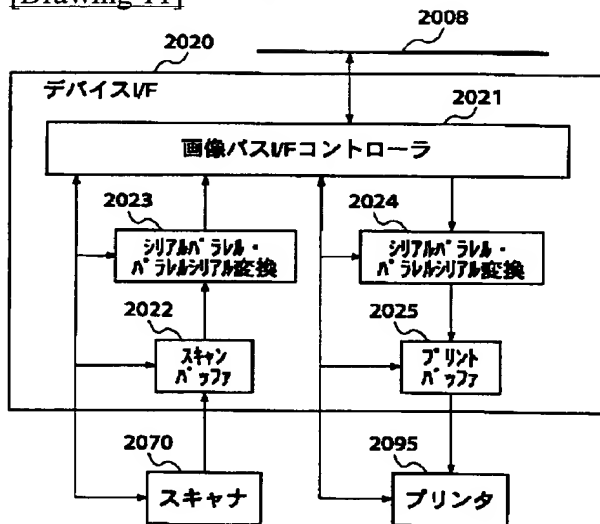 [Drawing 11]
2008
2020
デバイスI/F
2021
画像バスI/Fコントローラ
2023
シリアルパラレル・
パラレルシリアル変換
2024
シリアルパラレル・
パラレルシリアル変換
2022
スキャン
バッファ
2025
プリント
バッファ
2070
スキャナ
2095
プリンタ